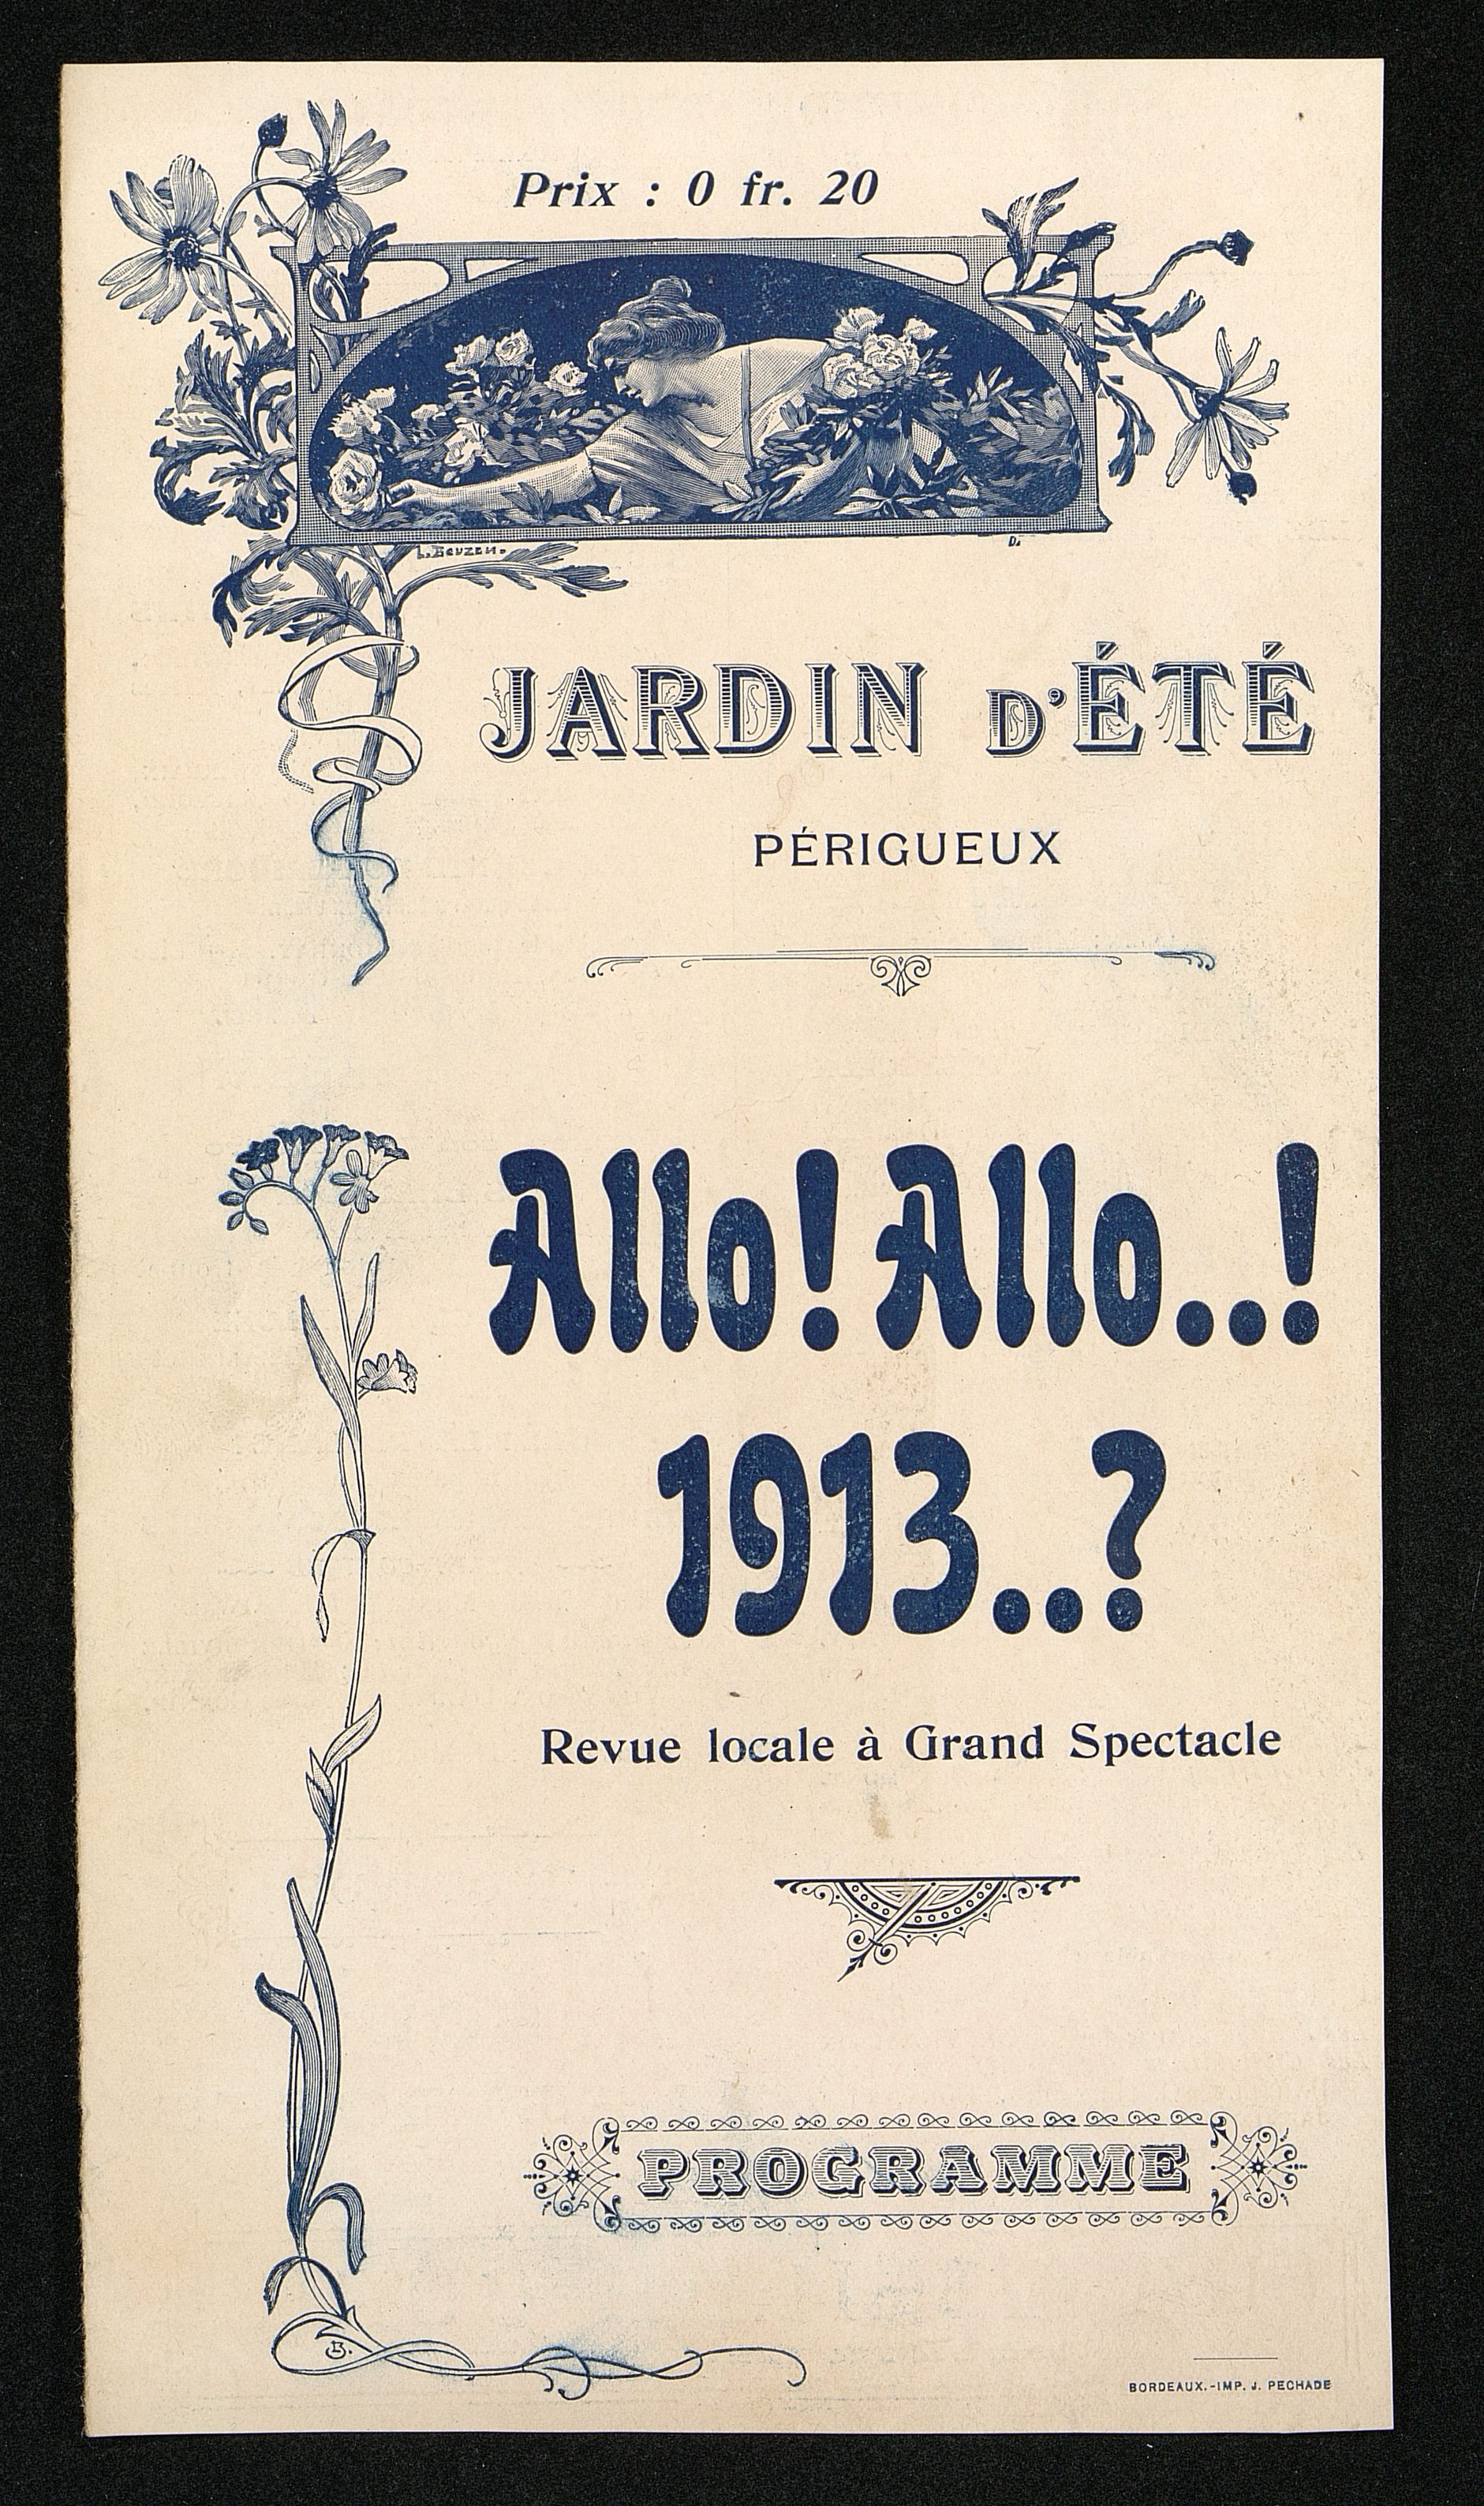 Prix : 0 fr. 20
JARDIN D'ÉTÉ
PÉRIGUEUX
Allo! Allo..!
1913..?
Revue locale à Grand Spectacle
PROGRAMME
BORDEAUX.-IMP. J. PECHADE